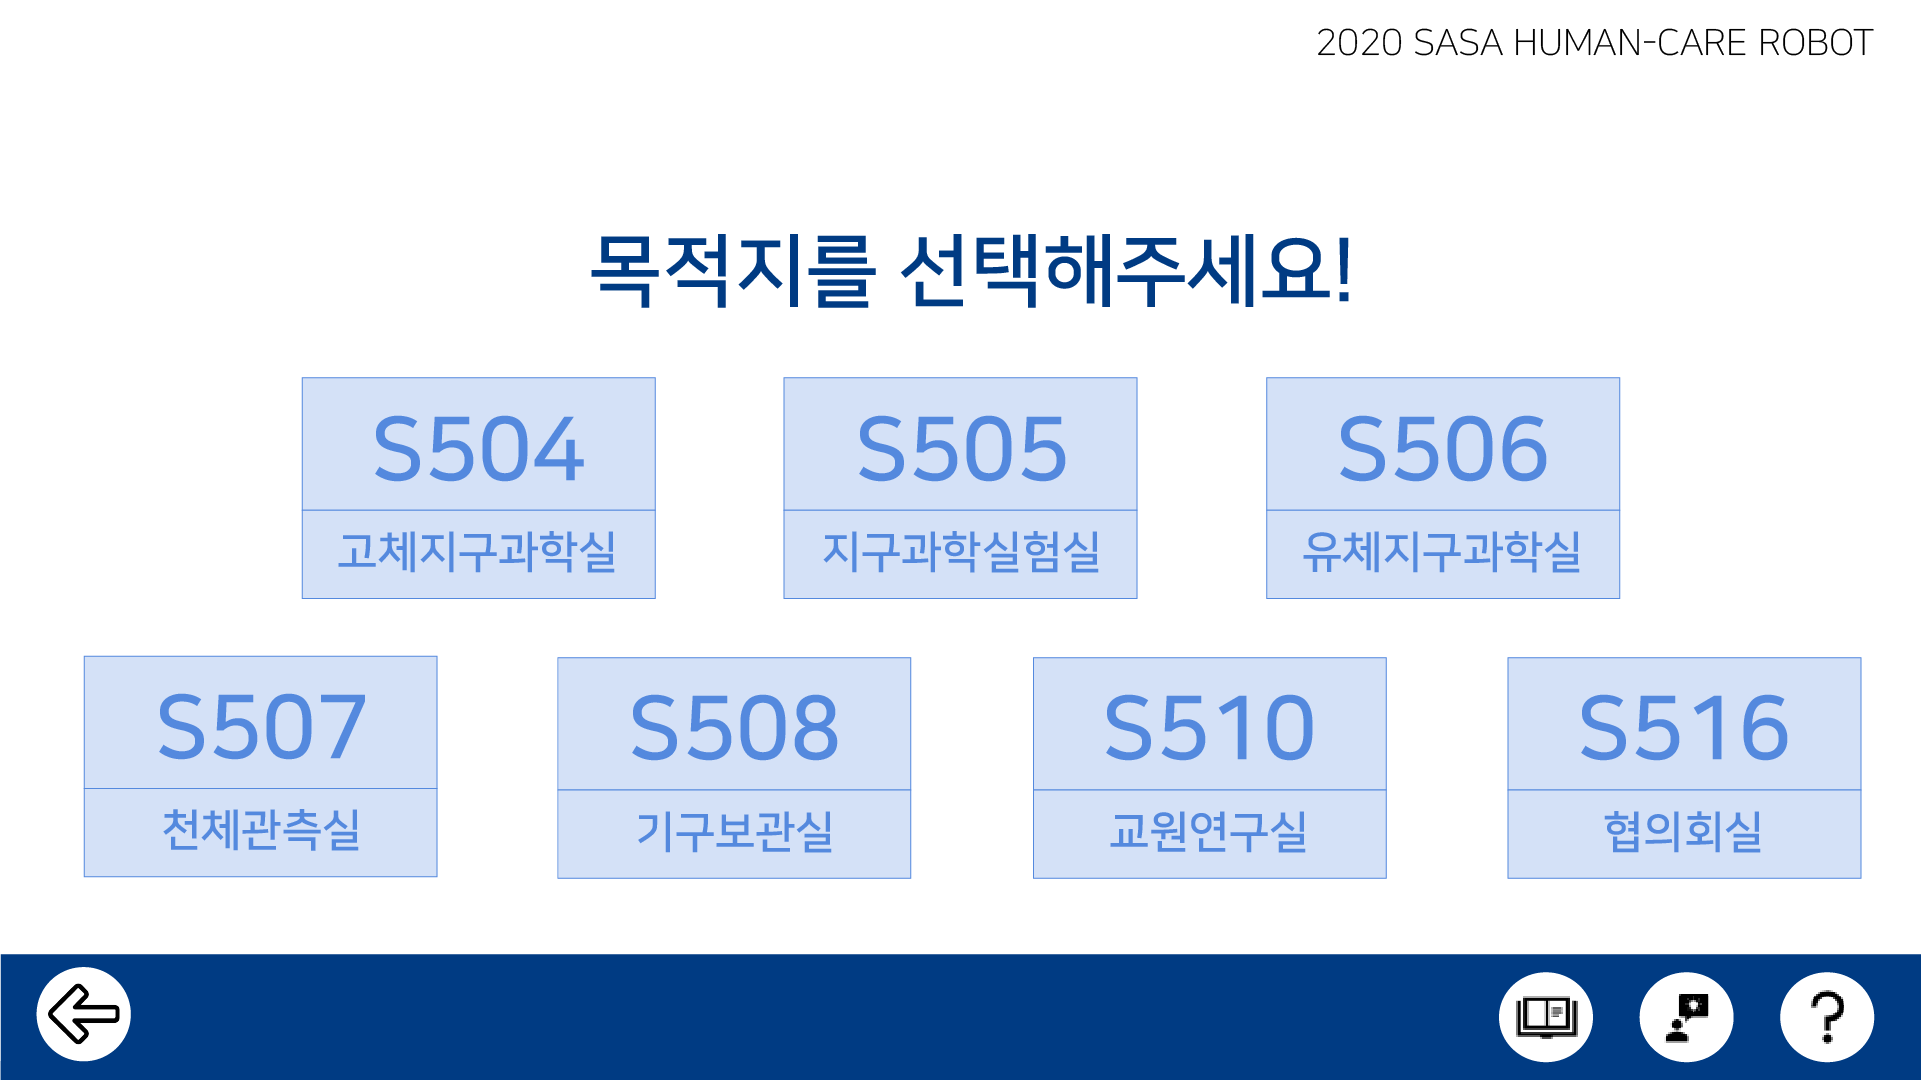 2020 SASA HUMAN-CARE ROBOT
목적지를 선택해주세요!
S504
고체지구과학실
S505
지구과학실험실
S506
유체지구과학실
S507
천체관측실
S508
기구보관실
S510
교원연구실
S516
협의회실
?